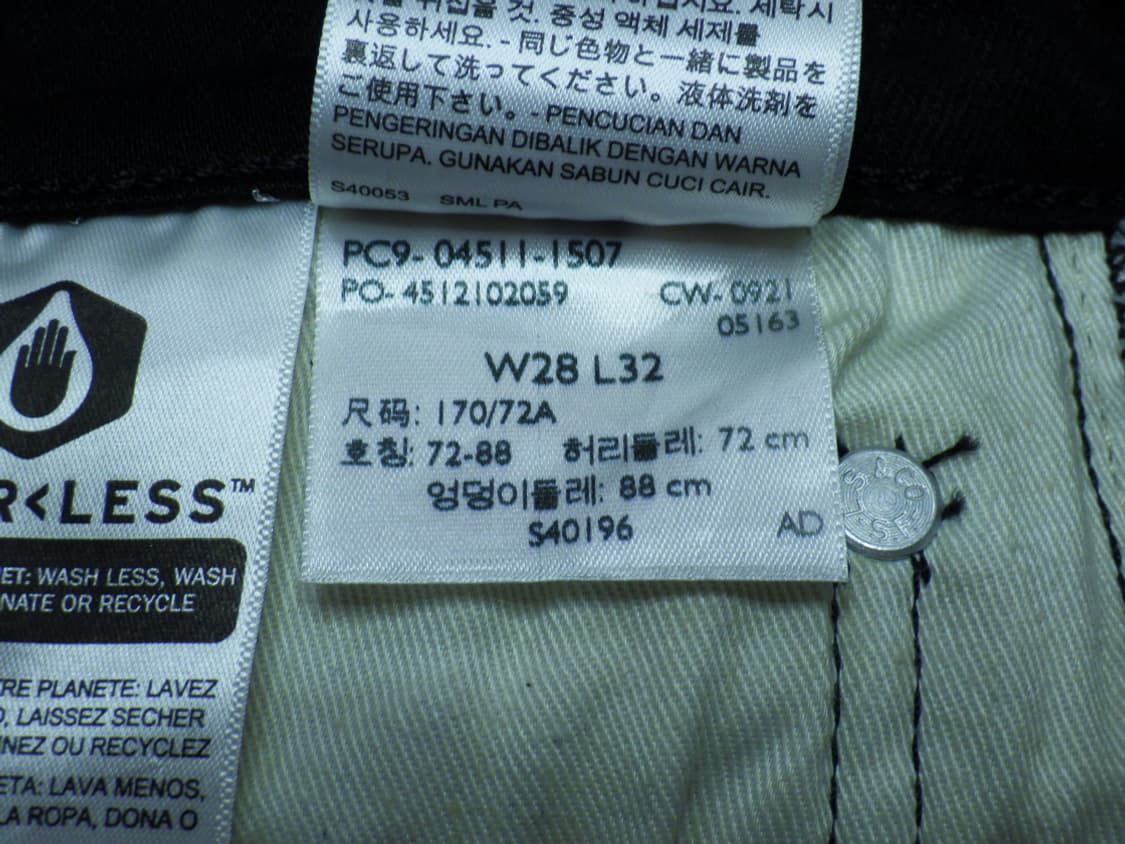 사용하세요. - 同じ色物と一緒に製品を
裏返して洗ってください。液体洗剤を
ご使用下さい。- PENCUCIAN DAN
PENGERINGAN DIBALIK DENGAN WARNA
SERUPA. GUNAKAN SABUN CUCI CAIR.
S40053 SML PA
PC9- 04511-1507
PO- 4512102059 CW- 0921
05163
W28 L32
尺码: 170/72A
호칭: 72-88 허리둘레: 72 cm
엉덩이둘레: 88 cm
S40196 AD
R<LESS™
ET: WASH LESS, WASH
NATE OR RECYCLE
TRE PLANETE: LAVEZ
D, LAISSEZ SECHER
NEZ OU RECYCLEZ
ETA: LAVA MENOS,
LA ROPA, DONA O